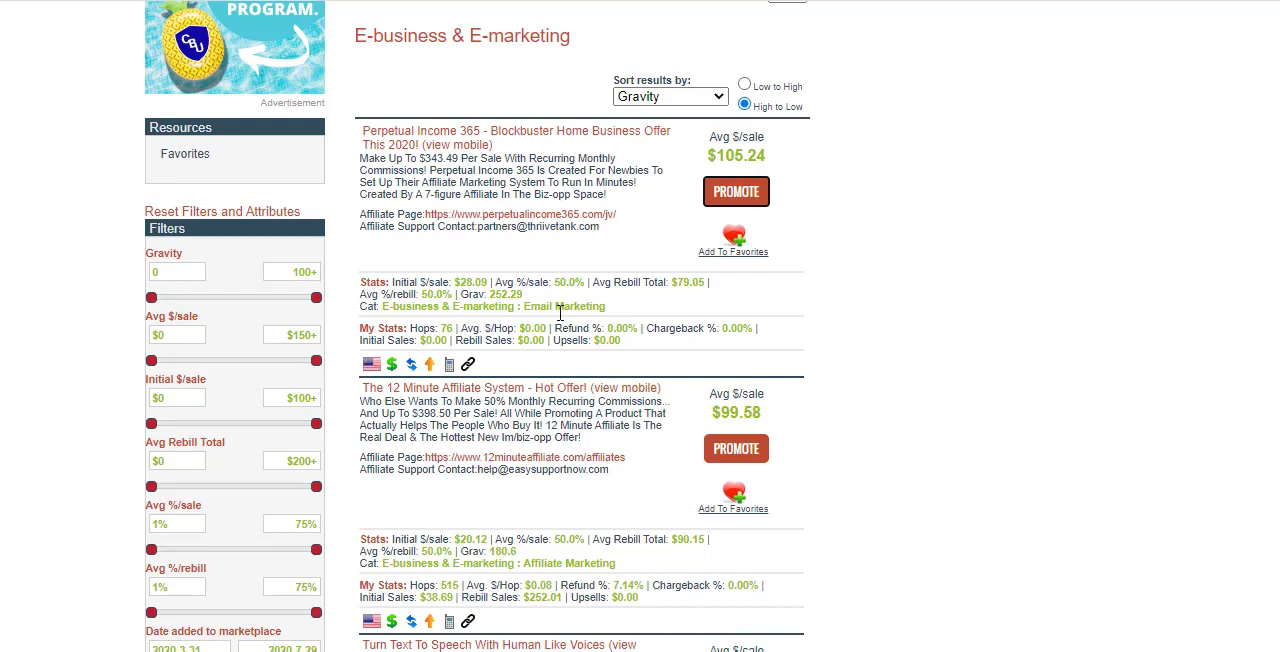 PROGRAM.
CBU
Advertisement
Resources
Favorites
Reset Filters and Attributes
Filters
Gravity
0 100+
Avg $/sale
$0 $150+
Initial $/sale
$0 $100+
Avg Rebill Total
$0 $200+
Avg %/sale
1% 75%
Avg %/rebill
1% 75%
Date added to marketplace
E-business & E-marketing
Sort results by:
Gravity
Low to High
High to Low
Perpetual Income 365 - Blockbuster Home Business Offer
This 2020! (view mobile)
Make Up To $343.49 Per Sale With Recurring Monthly
Commissions! Perpetual Income 365 Is Created For Newbies To
Set Up Their Affiliate Marketing System To Run In Minutes!
Created By A 7-figure Affiliate In The Biz-opp Space!
Affiliate Page:https://www.perpetualincome365.com/jv/
Affiliate Support Contact:partners@thriivetank.com
Avg $/sale
$105.24
PROMOTE
Add To Favorites
Stats: Initial $/sale: $28.09 | Avg %/sale: 50.0% | Avg Rebill Total: $79.05 |
Avg %/rebill: 50.0% | Grav: 252.29
Cat: E-business & E-marketing : Email Marketing
My Stats: Hops: 76 | Avg. $/Hop: $0.00 | Refund %: 0.00% | Chargeback %: 0.00% |
Initial Sales: $0.00 | Rebill Sales: $0.00 | Upsells: $0.00
The 12 Minute Affiliate System - Hot Offer! (view mobile)
Who Else Wants To Make 50% Monthly Recurring Commissions...
And Up To $398.50 Per Sale! All While Promoting A Product That
Actually Helps The People Who Buy It! 12 Minute Affiliate Is The
Real Deal & The Hottest New Im/biz-opp Offer!
Affiliate Page:https://www.12minuteaffiliate.com/affiliates
Affiliate Support Contact:help@easysupportnow.com
Avg $/sale
$99.58
PROMOTE
Add To Favorites
Stats: Initial $/sale: $20.12 | Avg %/sale: 50.0% | Avg Rebill Total: $90.15 |
Avg %/rebill: 50.0% | Grav: 180.6
Cat: E-business & E-marketing : Affiliate Marketing
My Stats: Hops: 515 | Avg. $/Hop: $0.08 | Refund %: 7.14% | Chargeback %: 0.00% |
Initial Sales: $38.69 | Rebill Sales: $252.01 | Upsells: $0.00
Turn Text To Speech With Human Like Voices (view
Avg $/sale